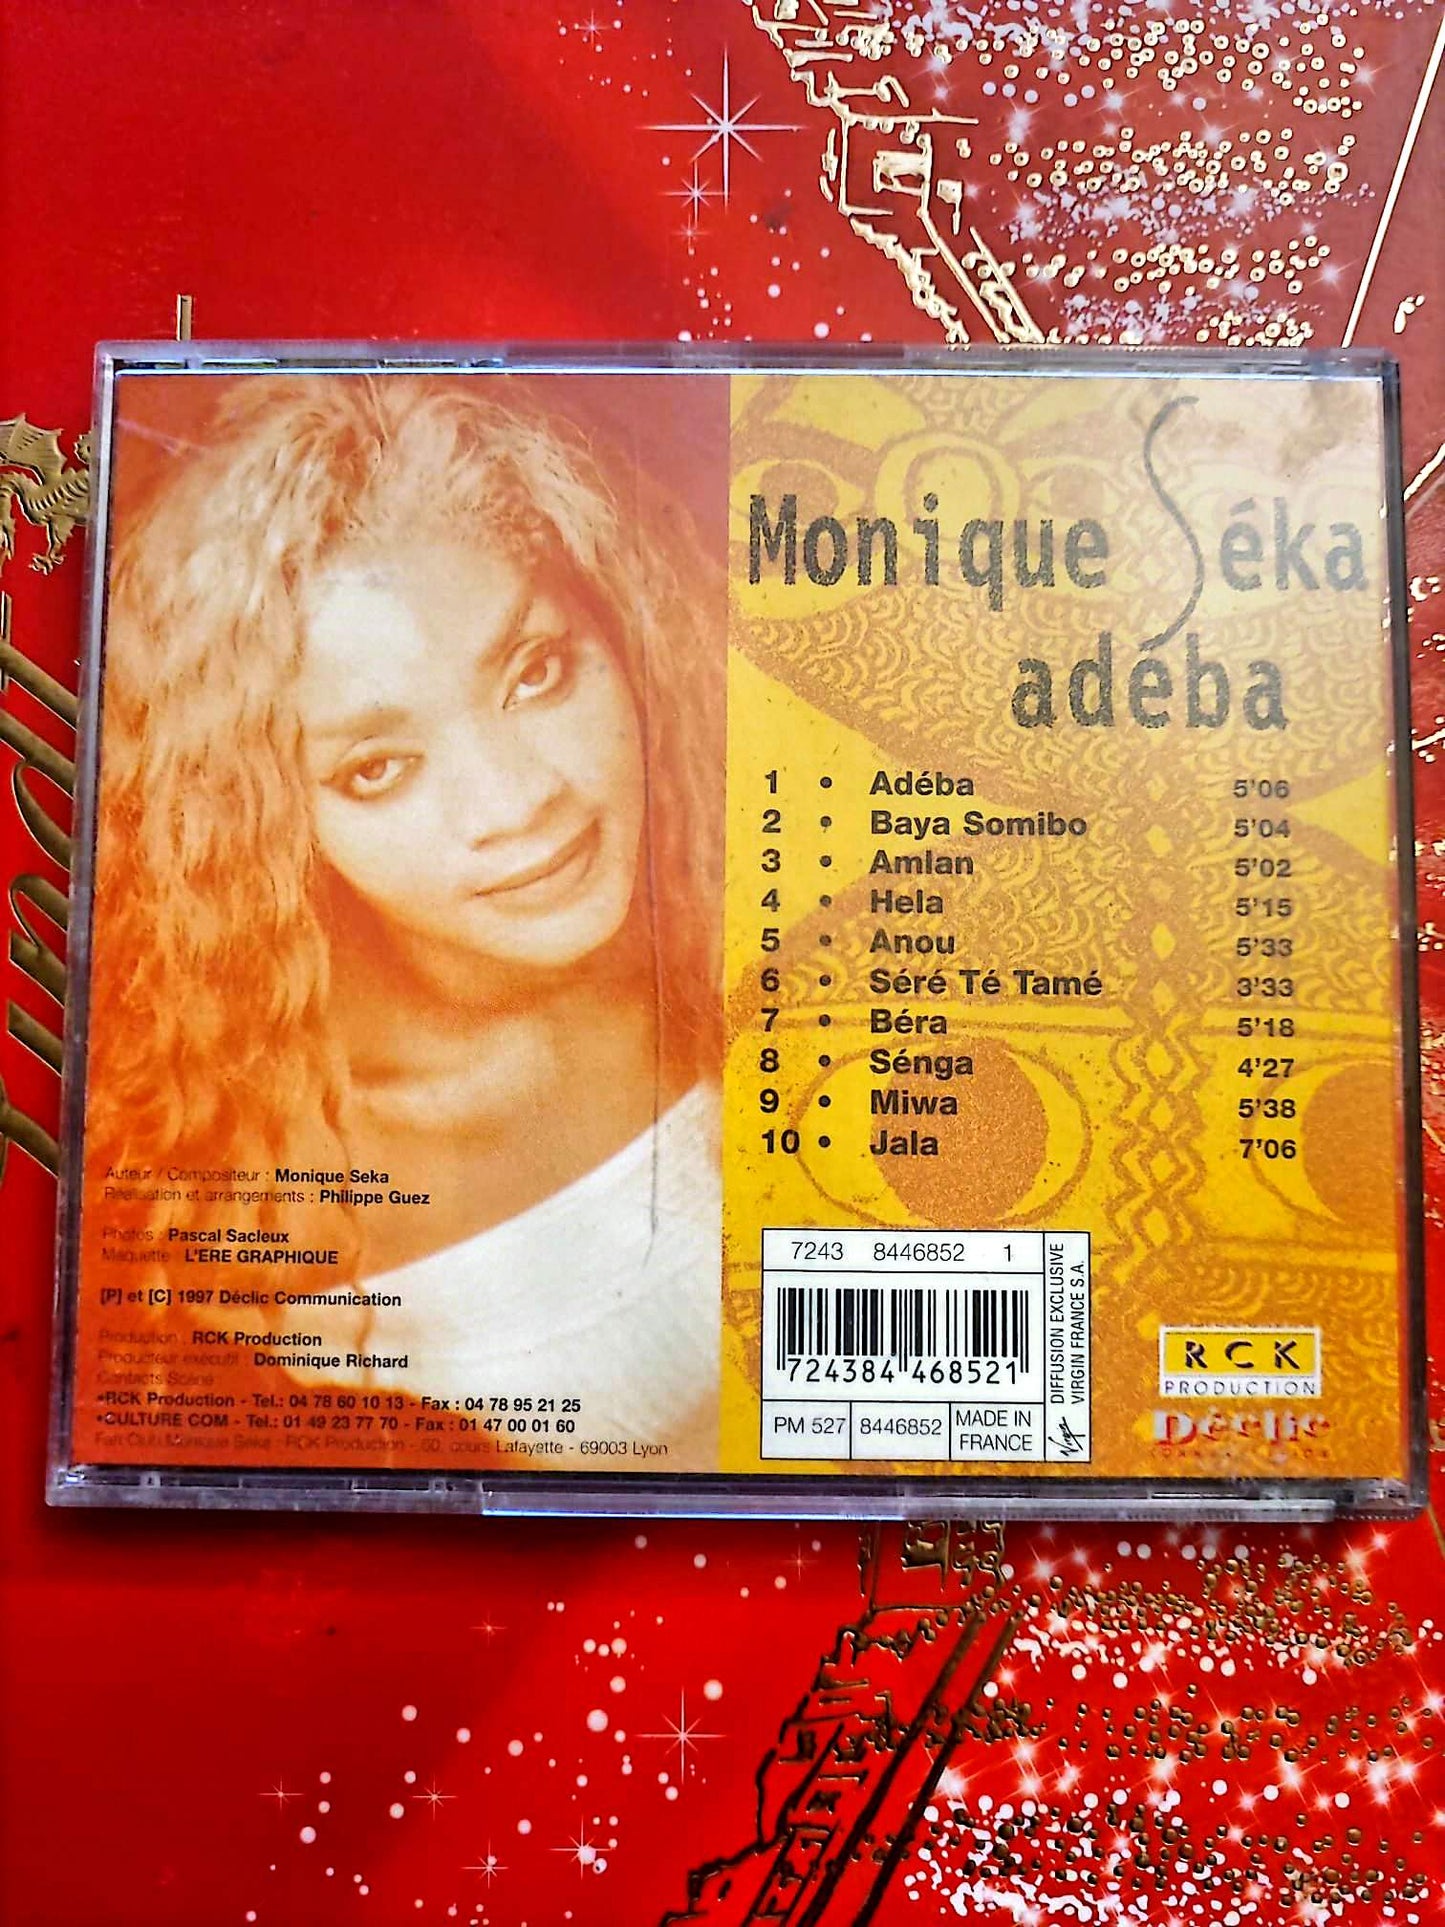 Monique Séka
adéba
1 • Adéba 5'06
2 • Baya Somibo 5'04
3 • Amlan 5'02
4 • Hela 5'15
5 • Anou 5'33
6 • Séré Té Tamé 3'33
7 • Béra 5'18
8 • Sénga 4'27
9 • Miwa 5'38
10 • Jala 7'06
Auteur / Compositeur : Monique Seka
Réalisation et arrangements : Philippe Guez
Photos : Pascal Sacleux
Maquette : L'ERE GRAPHIQUE
[P] et [C] 1997 Déclic Communication
Production : RCK Production
Producteur exécutif : Dominique Richard
Contacts Scène :
•RCK Production - Tel.: 04 78 60 10 13 - Fax : 04 78 95 21 25
•CULTURE COM - Tel.: 01 49 23 77 70 - Fax : 01 47 00 01 60
Fan Club Monique Seka : RCK Production - 60, cours Lafayette - 69003 Lyon
7243 8446852 1
7 24384 46852 1
PM 527 8446852 MADE IN
FRANCE
DIFFUSION EXCLUSIVE
VIRGIN FRANCE S.A.
Virgin
RCK
PRODUCTION
Déclic